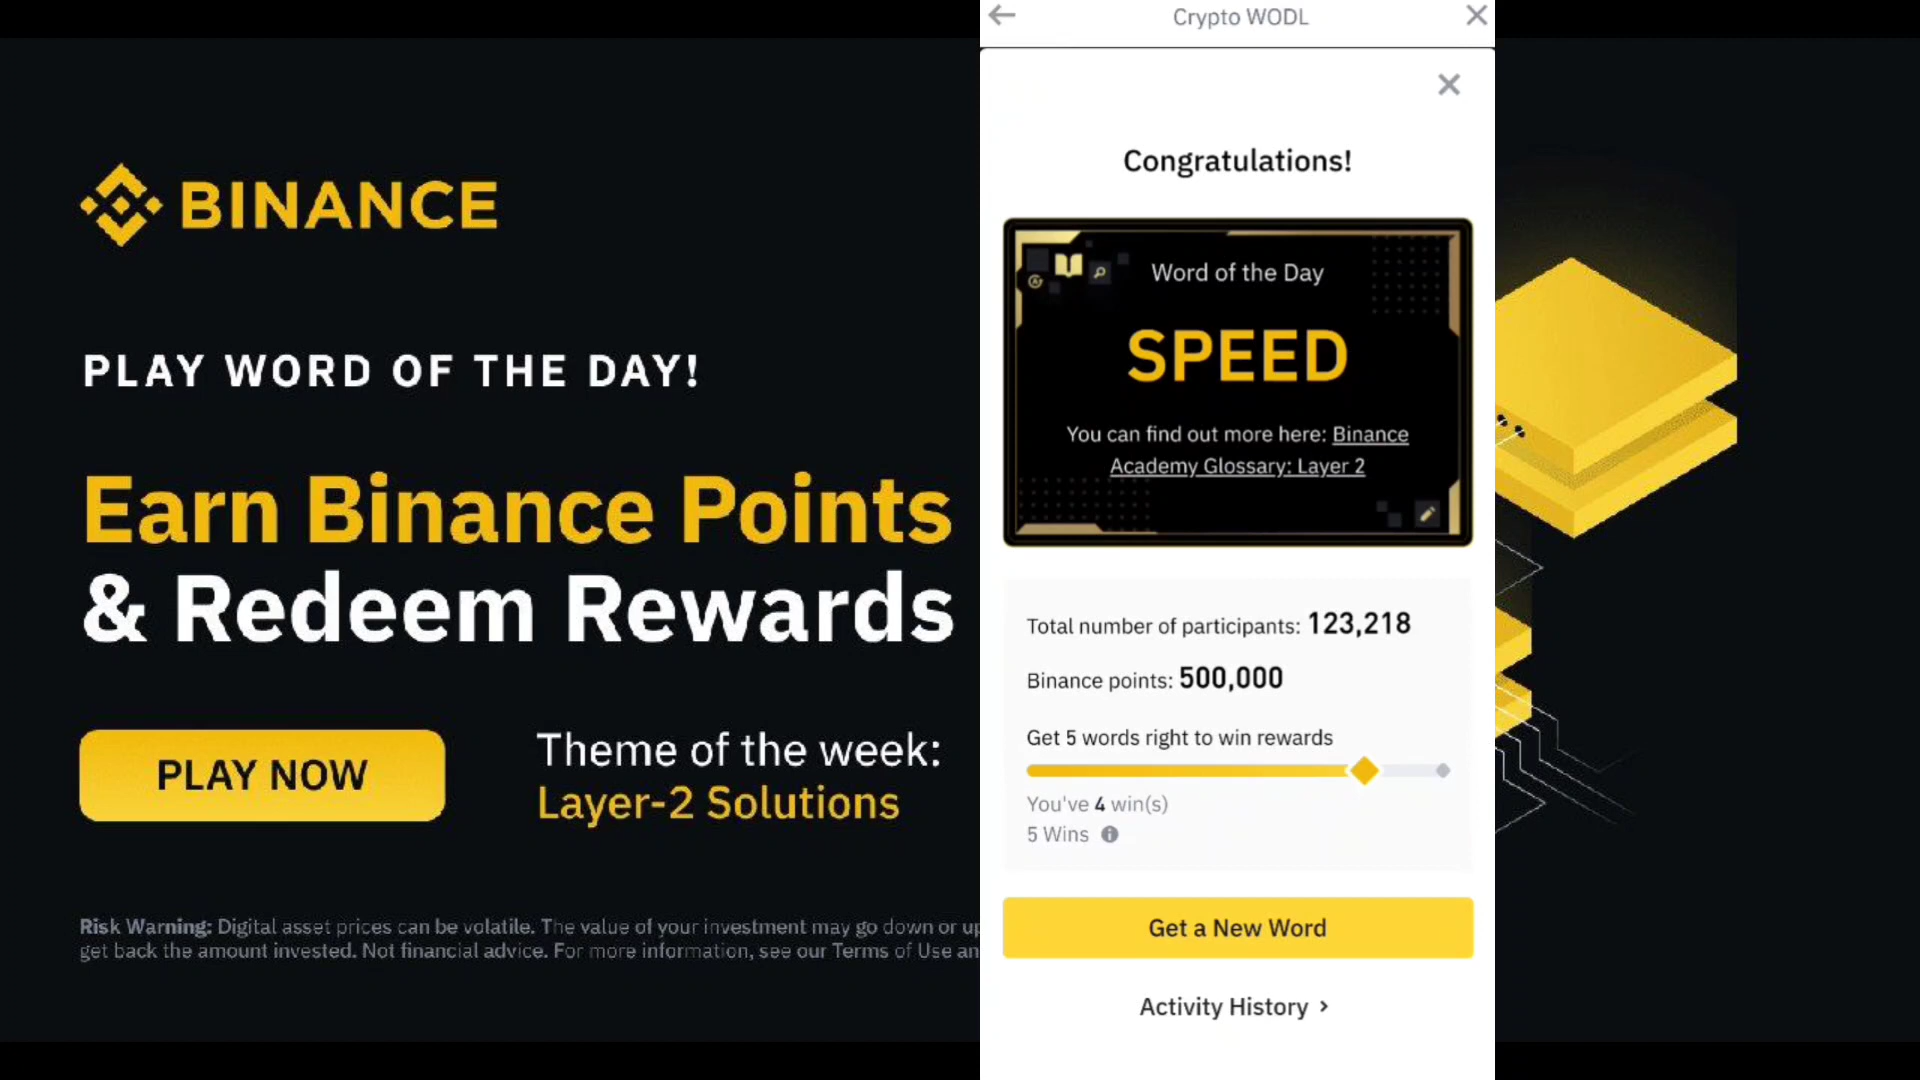 BINANCE
PLAY WORD OF THE DAY!
Earn Binance Points
& Redeem Rewards
PLAY NOW
Theme of the week:
Layer-2 Solutions
Risk Warning: Digital asset prices can be volatile. The value of your investment may go down or up
get back the amount invested. Not financial advice. For more information, see our Terms of Use an
Crypto WODL
Congratulations!
Word of the Day
SPEED
You can find out more here: Binance
Academy Glossary: Layer 2
Total number of participants: 123,218
Binance points: 500,000
Get 5 words right to win rewards
You've 4 win(s)
5 Wins
Get a New Word
Activity History